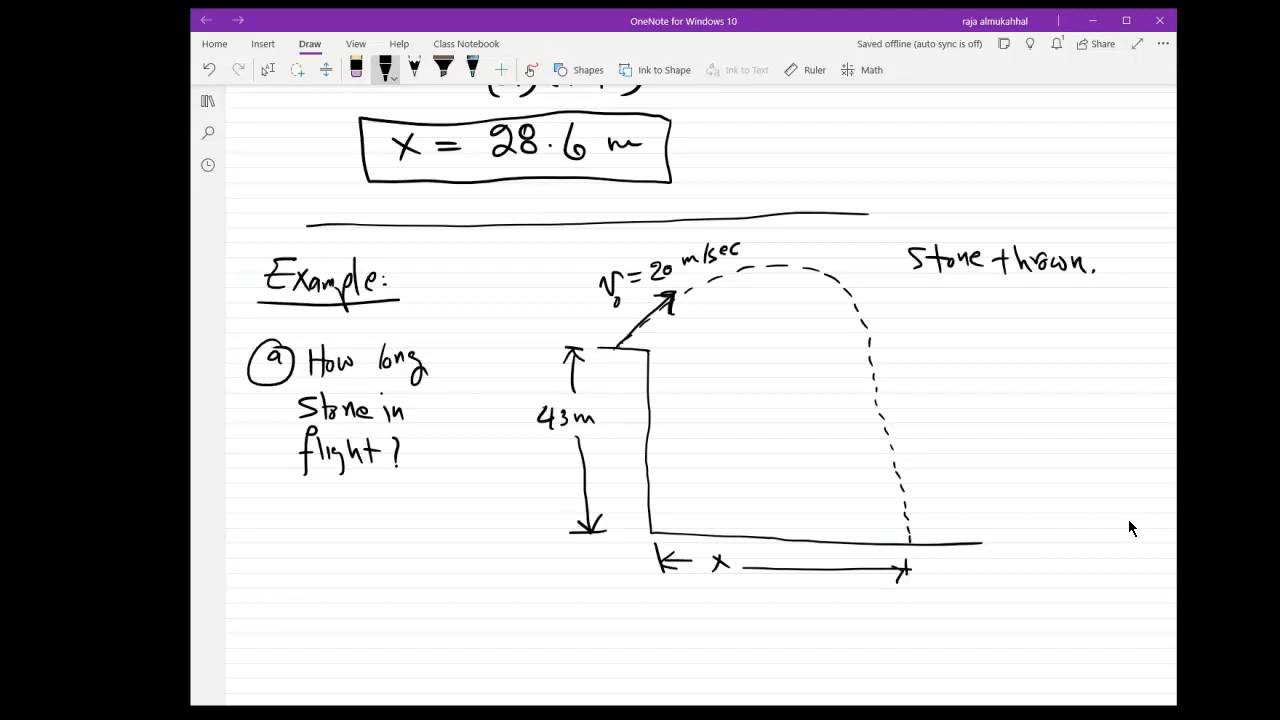 OneNote for Windows 10
raja almukahhal
Home Insert Draw View Help Class Notebook
Saved offline (auto sync is off)
Share
Shapes
Ink to Shape
Ink to Text
Ruler
Math
x = 28.6 m
Example:
v₀ = 20 m/sec
Stone thrown.
a How long
stone in
flight?
43m
x